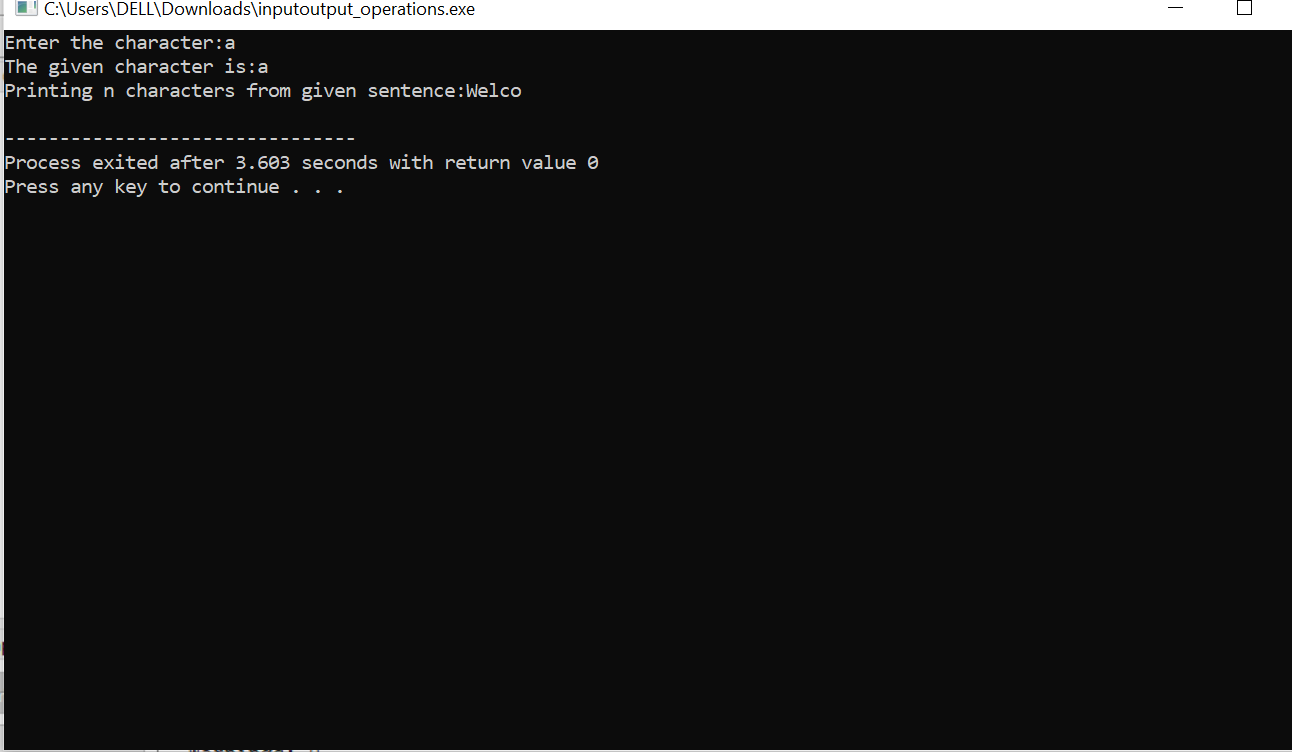 C:\Users\DELL\Downloads\inputoutput_operations.exe
Enter the character:a
The given character is:a
Printing n characters from given sentence:Welco
--------------------------------
Process exited after 3.603 seconds with return value 0
Press any key to continue . . .